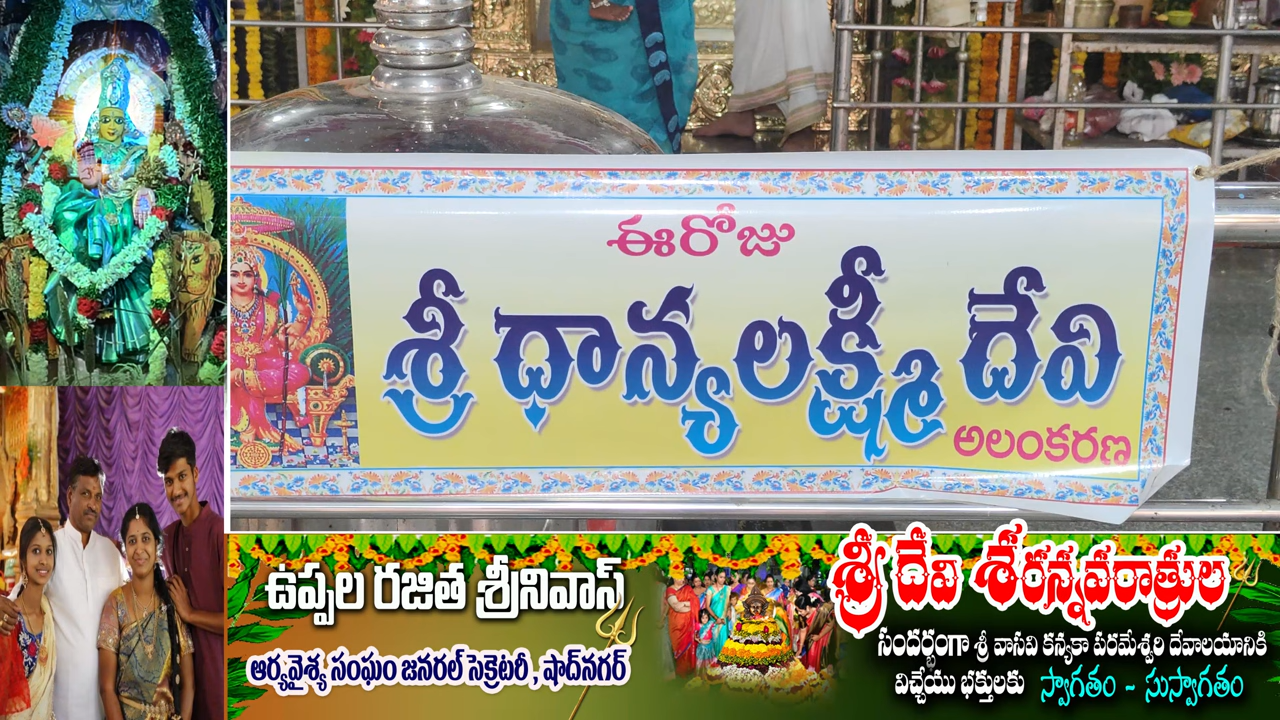 ఈరోజు
శ్రీ ధాన్యలక్ష్మీ దేవి
అలంకరణ
ఉప్పల రజిత శ్రీనివాస్
ఆర్యవైశ్య సంఘం జనరల్ సెక్రెటరీ , షాద్‌నగర్
శ్రీ దేవి శరన్నవరాత్రుల
సందర్భంగా శ్రీ వాసవి కన్యకా పరమేశ్వరి దేవాలయానికి
విచ్చేయు భక్తులకు స్వాగతం - సుస్వాగతం